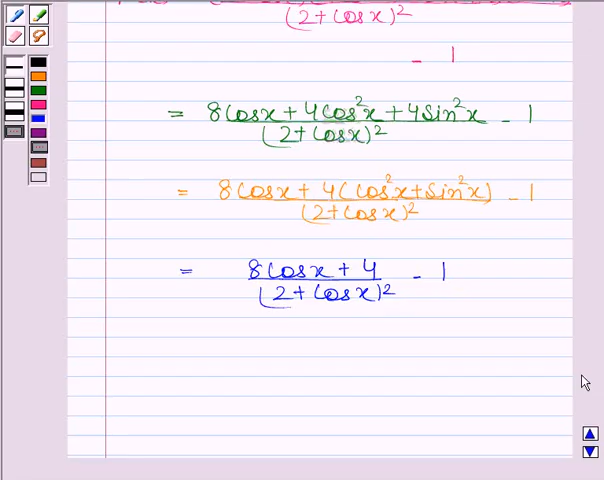 (2+cosx)²
- 1
= 8cosx + 4cos²x + 4sin²x / (2+cosx)² - 1
= 8cosx + 4(cos²x + sin²x) / (2+cosx)² - 1
= 8cosx + 4 / (2+cosx)² - 1